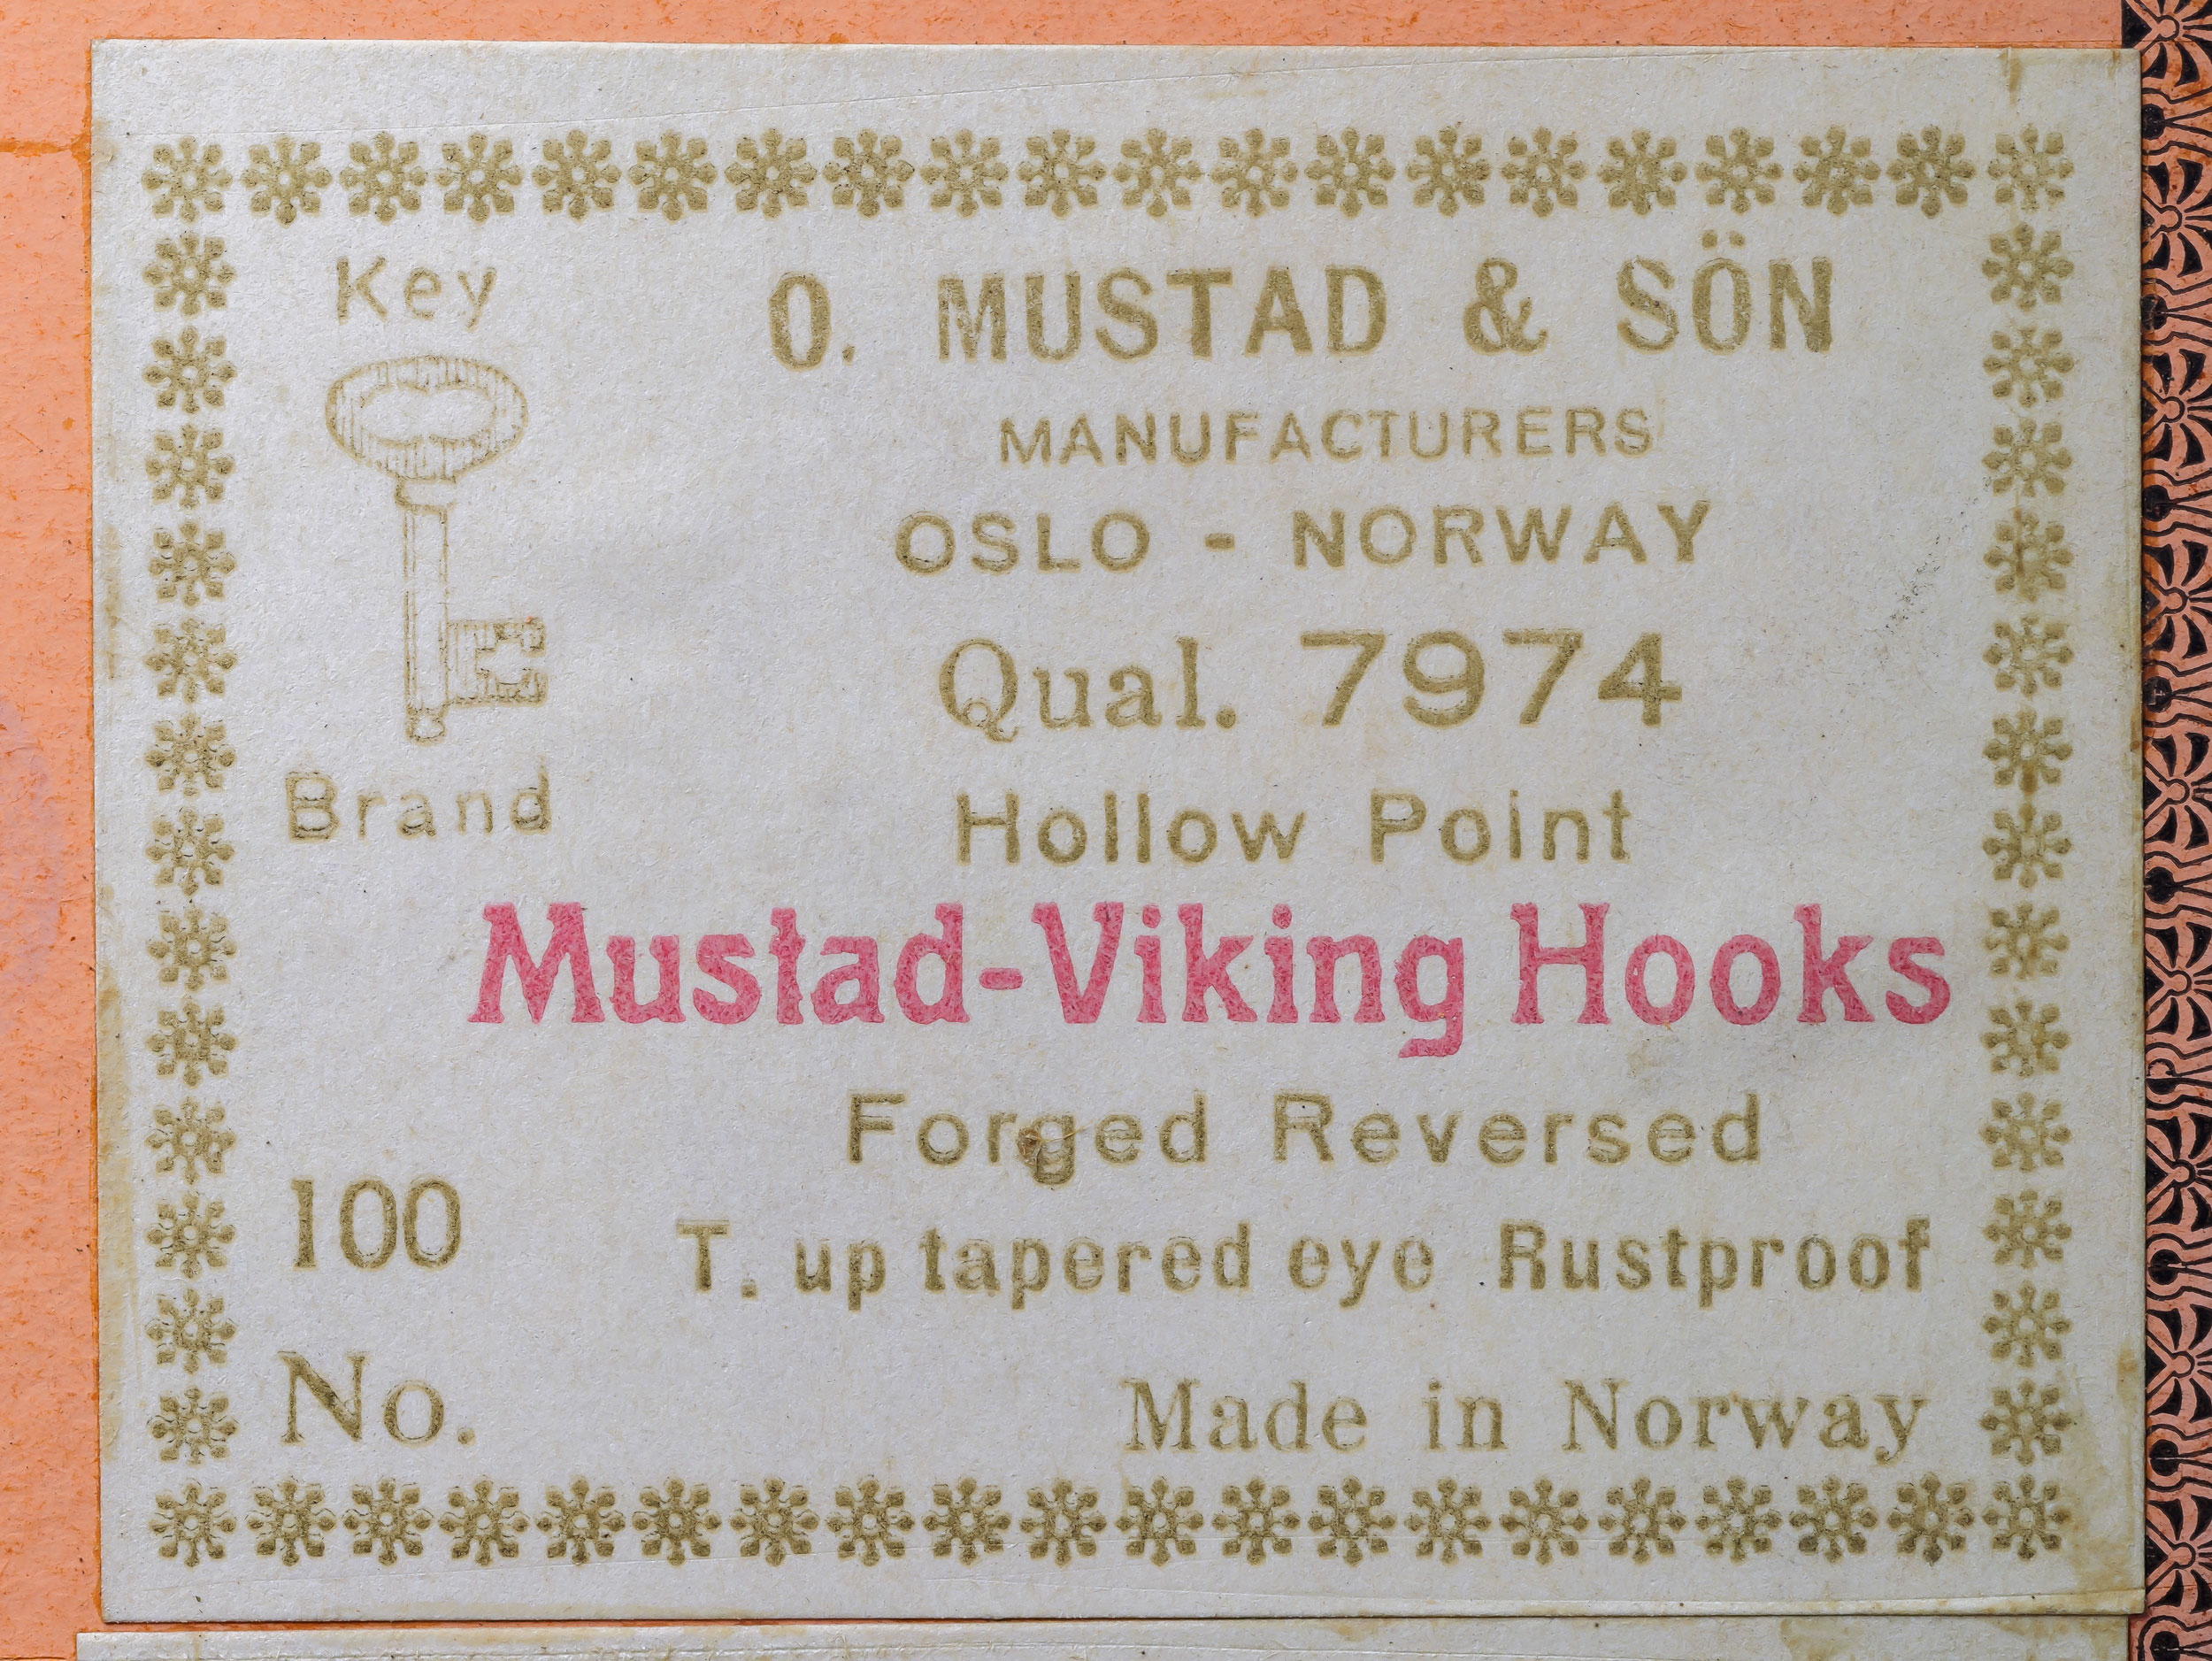 Key
Brand
O. MUSTAD & SÖN
MANUFACTURERS
OSLO - NORWAY
Qual. 7974
Hollow Point
Mustad-Viking Hooks
Forged Reversed
100
T. up tapered eye Rustproof
No.
Made in Norway